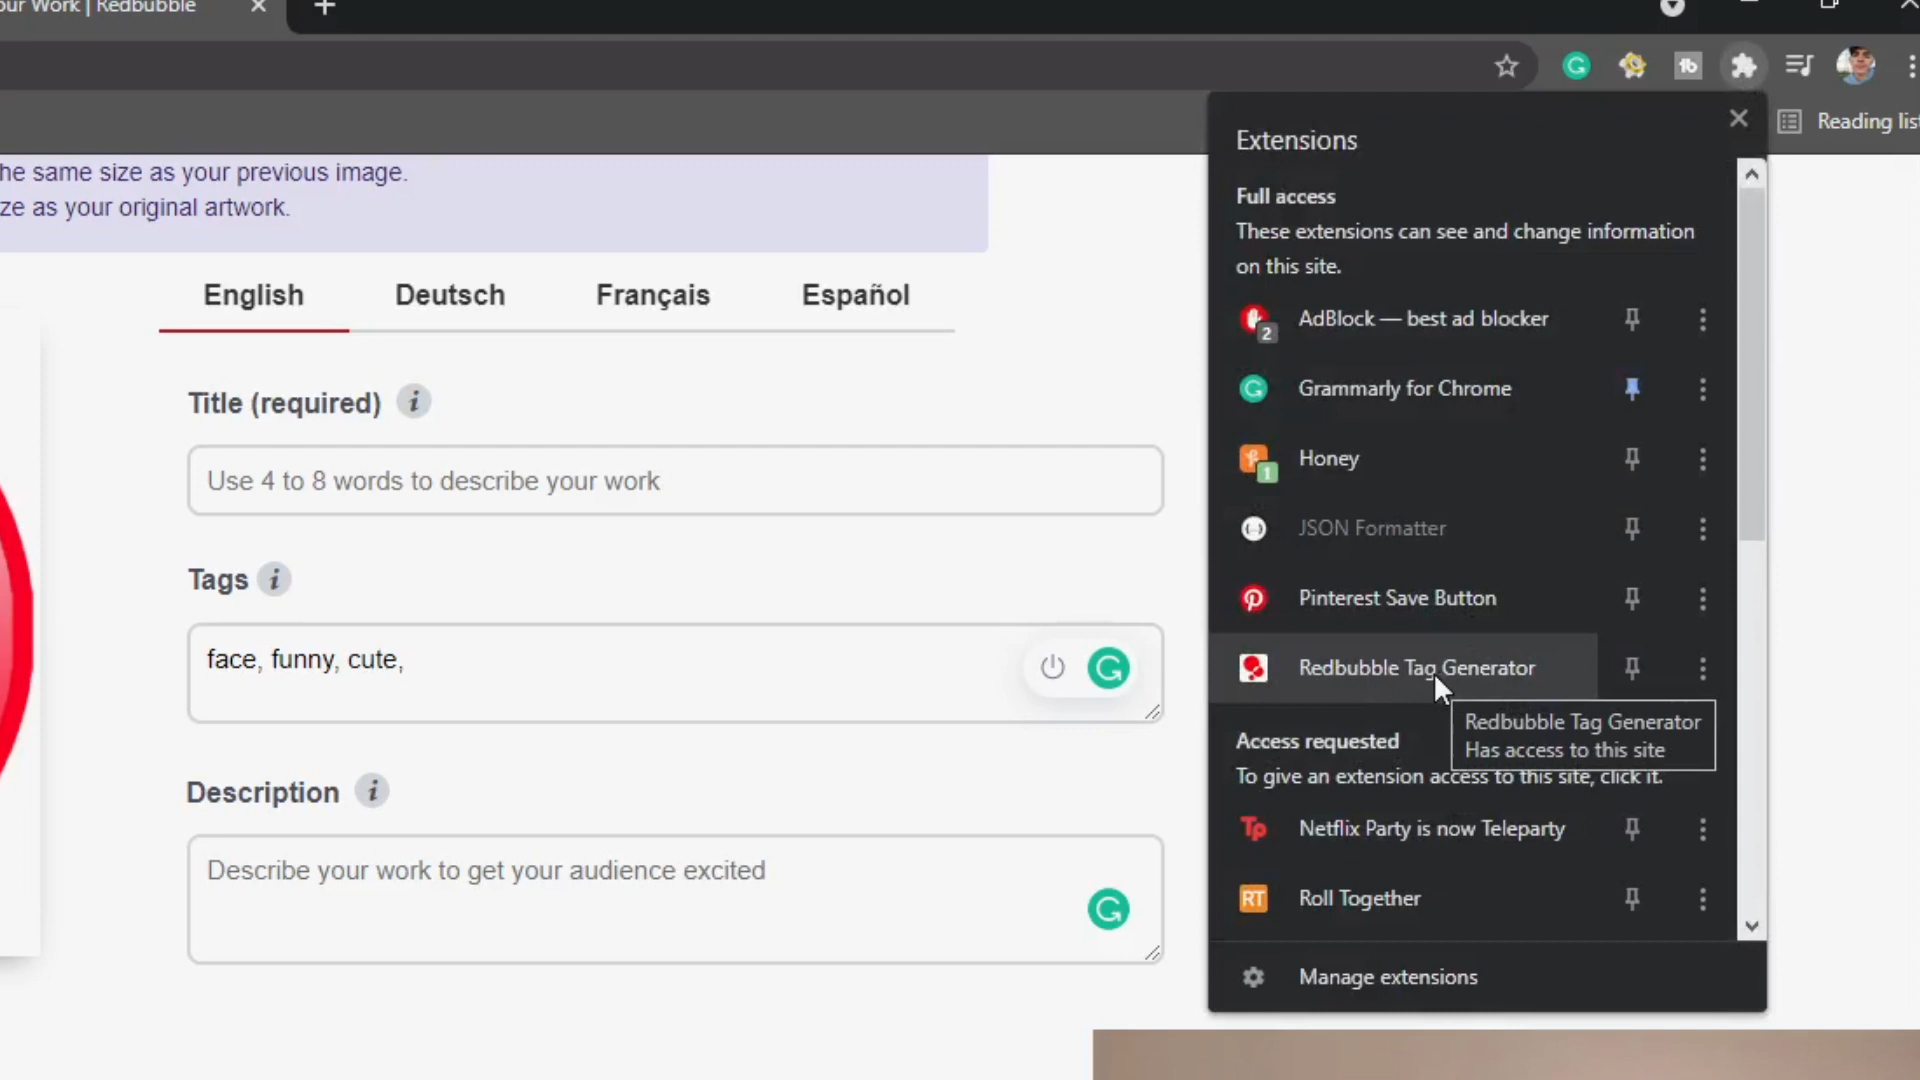 our Work | Redbubble
Reading list
he same size as your previous image.
ze as your original artwork.
English
Deutsch
Français
Español
Title (required)
Use 4 to 8 words to describe your work
Tags
face, funny, cute,
Description
Describe your work to get your audience excited
Extensions
Full access
These extensions can see and change information
on this site.
2
AdBlock — best ad blocker
Grammarly for Chrome
1
Honey
JSON Formatter
Pinterest Save Button
Redbubble Tag Generator
Redbubble Tag Generator
Has access to this site
Access requested
To give an extension access to this site, click it.
Tp
Netflix Party is now Teleparty
RT
Roll Together
Manage extensions